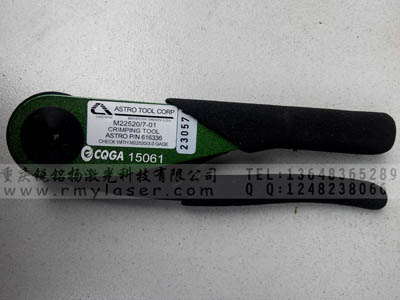 ASTRO TOOL CORP
M22520/7-01
CRIMPING TOOL
ASTRO P/N 616336
CHECK WITH M22520/3-3 GAGE
23057
CQGA 15061
重庆锐铭扬激光科技有限公司
www.rmylaser.com
TEL:13648365289
Q Q:1248238066